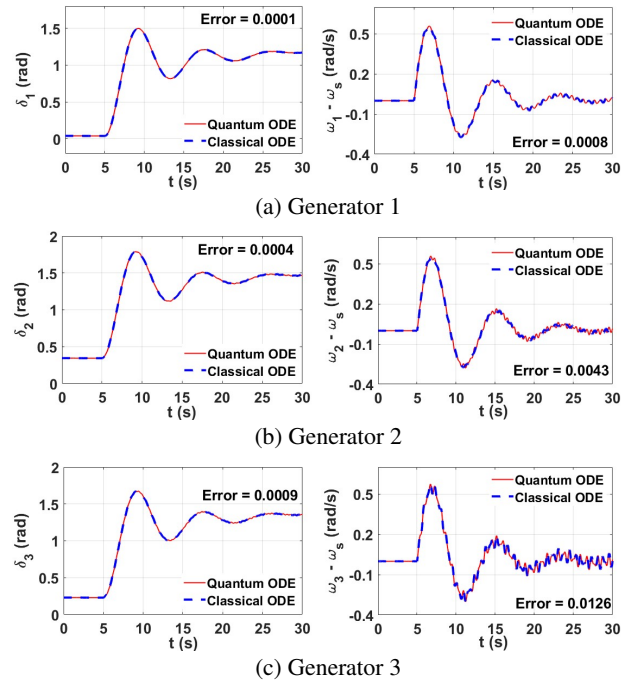 Error = 0.0001
δ1 (rad)
1.5
1
0.5
0
Quantum ODE
Classical ODE
0 5 10 15 20 25 30
t (s)
ω1 - ωs (rad/s)
0.5
0.2
-0.1
-0.4
Quantum ODE
Classical ODE
Error = 0.0008
0 5 10 15 20 25 30
t (s)
(a) Generator 1
Error = 0.0004
δ2 (rad)
2
1.5
1
0.5
0
Quantum ODE
Classical ODE
0 5 10 15 20 25 30
t (s)
ω2 - ωs (rad/s)
0.5
0.2
-0.1
-0.4
Quantum ODE
Classical ODE
Error = 0.0043
0 5 10 15 20 25 30
t (s)
(b) Generator 2
Error = 0.0009
δ3 (rad)
2
1.5
1
0.5
0
Quantum ODE
Classical ODE
0 5 10 15 20 25 30
t (s)
ω3 - ωs (rad/s)
0.5
0.2
-0.1
-0.4
Quantum ODE
Classical ODE
Error = 0.0126
0 5 10 15 20 25 30
t (s)
(c) Generator 3